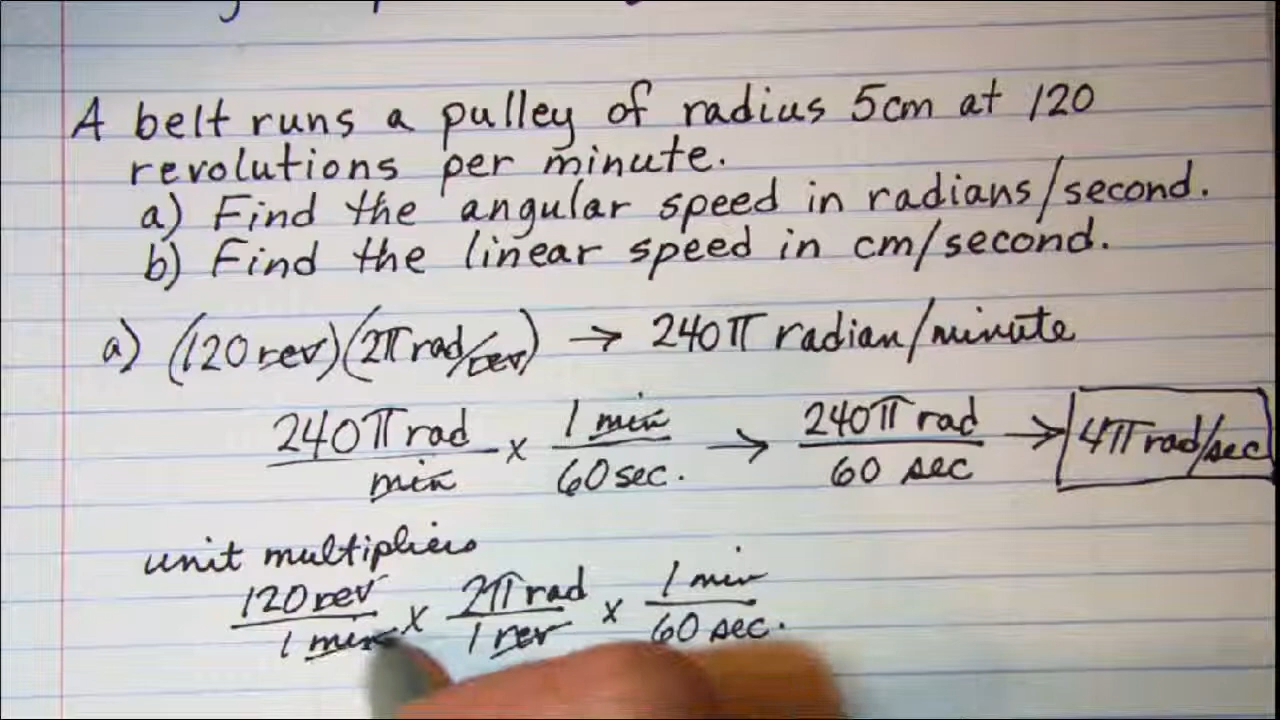 A belt runs a pulley of radius 5cm at 120
revolutions per minute.
a) Find the angular speed in radians/second.
b) Find the linear speed in cm/second.
a) (120 rev)(2π rad/rev) → 240π radian/minute
240π rad/min × 1 min/60 sec. → 240π rad/60 sec → 4π rad/sec
unit multipliers
120 rev/1 min × 2π rad/1 rev × 1 min/60 sec.